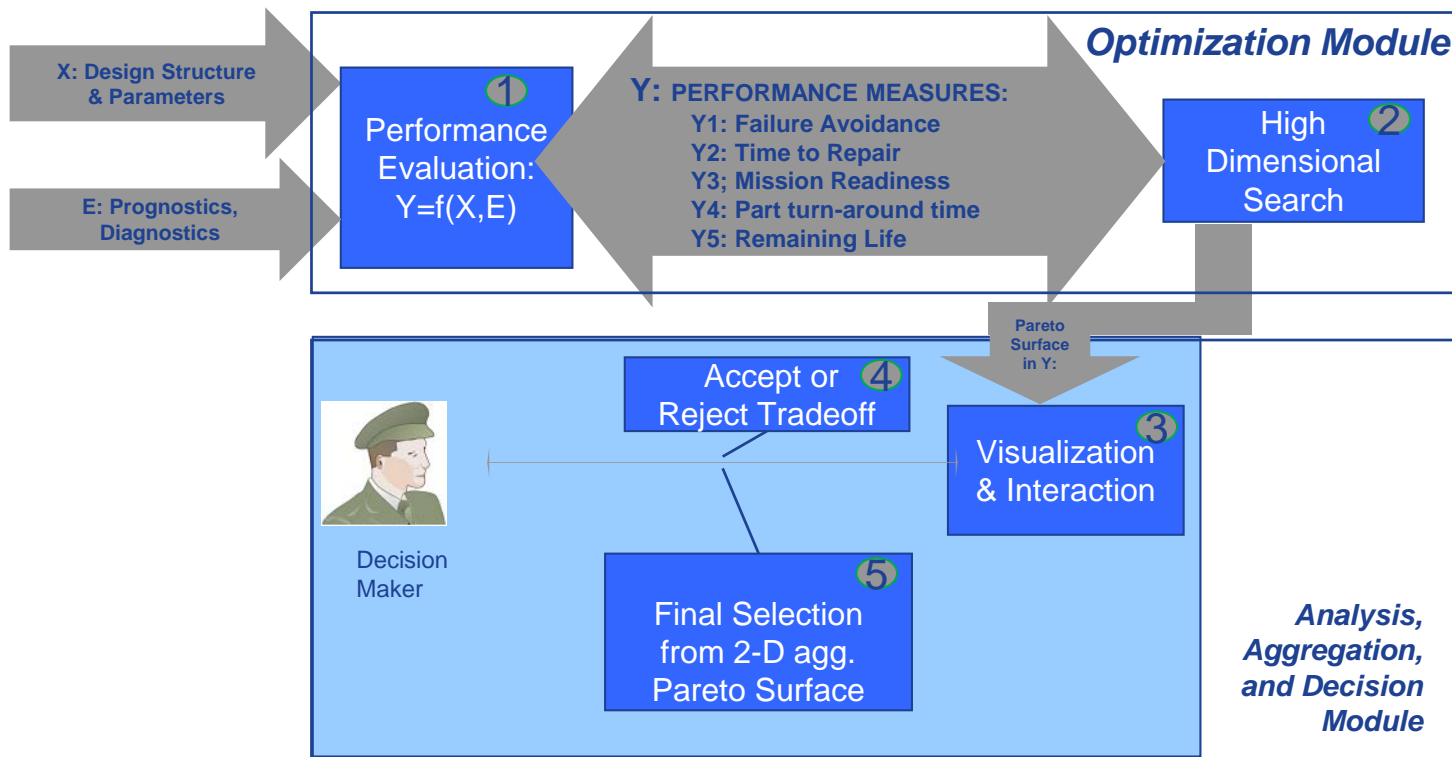 Optimization Module
X: Design Structure
& Parameters
E: Prognostics,
Diagnostics
1
Performance
Evaluation:
Y=f(X,E)
Y: PERFORMANCE MEASURES:
Y1: Failure Avoidance
Y2: Time to Repair
Y3; Mission Readiness
Y4: Part turn-around time
Y5: Remaining Life
2
High
Dimensional
Search
Pareto
Surface
in Y:
4
Accept or
Reject Tradeoff
3
Visualization
& Interaction
Decision
Maker
5
Final Selection
from 2-D agg.
Pareto Surface
Analysis,
Aggregation,
and Decision
Module